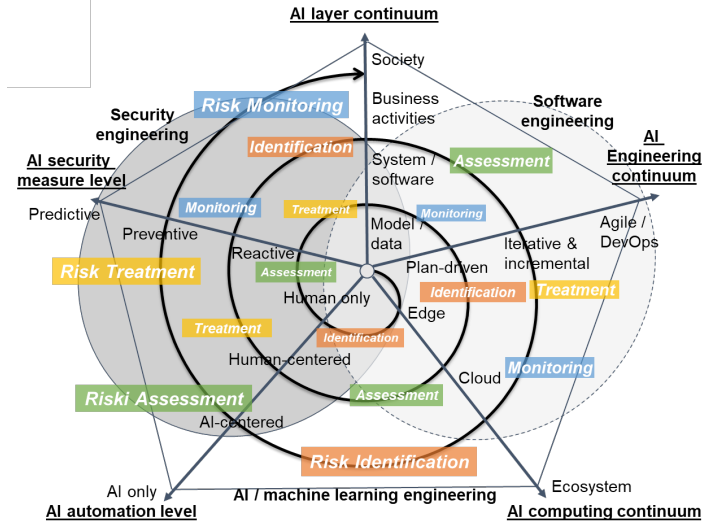 AI layer continuum
Society
Risk Monitoring
Business
activities
Software
engineering
Security
engineering
Identification
System /
software
Assessment
AI
Engineering
continuum
AI security
measure level
Predictive
Monitoring
Treatment
Monitoring
Model /
data
Agile /
DevOps
Preventive
Iterative &
incremental
Reactive
Plan-driven
Risk Treatment
Assessment
Human only
Identification
Treatment
Edge
Treatment
Identification
Human-centered
Monitoring
Cloud
Riski Assessment
Assessment
AI-centered
Risk Identification
AI only
AI / machine learning engineering
Ecosystem
AI automation level
AI computing continuum